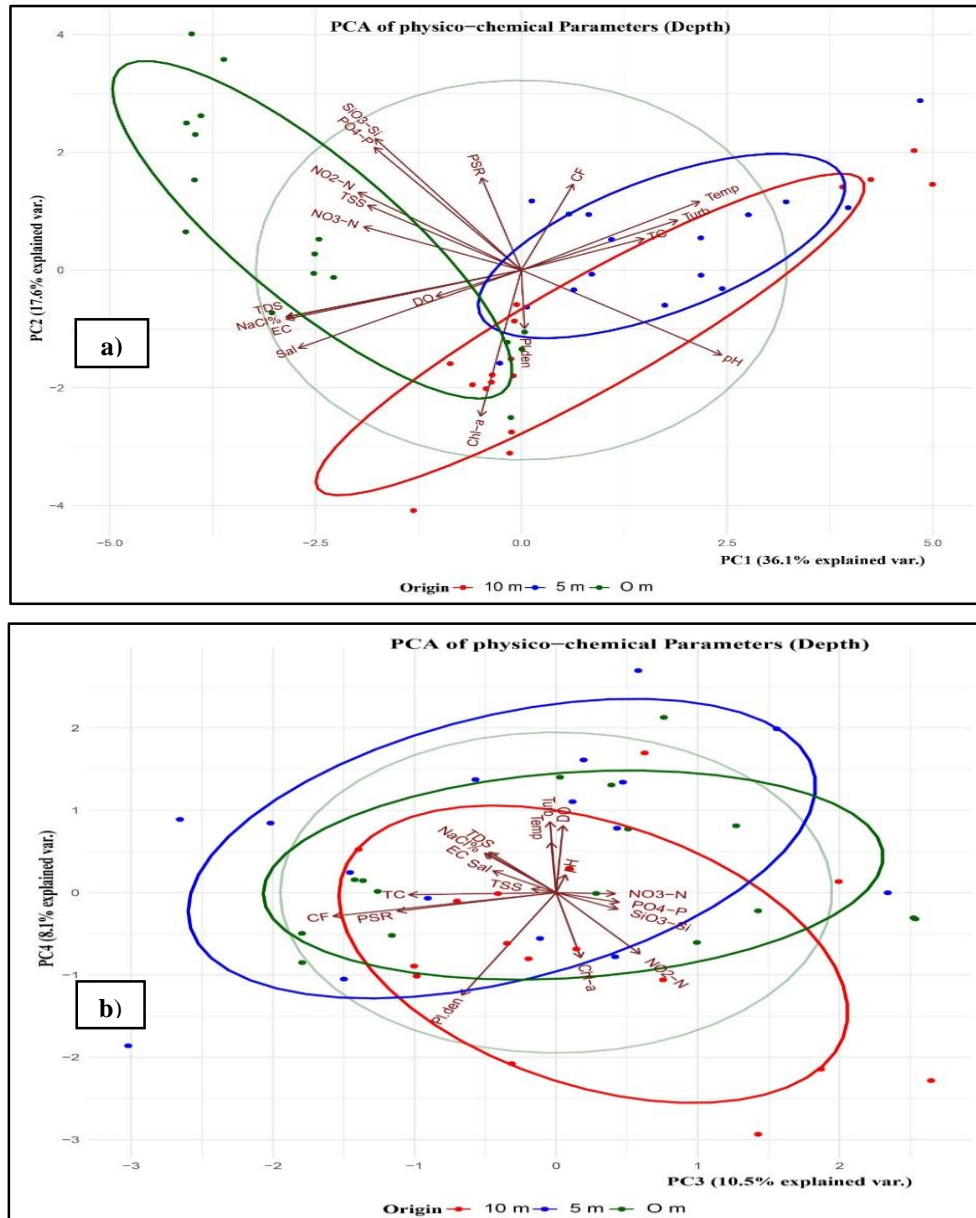 PCA of physico−chemical Parameters (Depth)
4
2
0
−2
−4
PC2 (17.6% explained var.)
SiO3−Si
PO4−P
NO2−N
TSS
NO3−N
PSR
CF
Temp
Turb
TC
DO
TDS
NaCl%
EC
Sal
Pl.den
pH
Chl−a
a)
−5.0
−2.5
0.0
2.5
5.0
PC1 (36.1% explained var.)
Origin 10 m 5 m O m
PCA of physico−chemical Parameters (Depth)
2
1
0
−1
−2
−3
PC4 (8.1% explained var.)
Turb
DO
Temp
TDS
NaCl%
EC
Sal
TSS
TC
CF
PSR
NO3−N
PO4−P
SiO3−Si
NO2−N
Chl−a
Pl.den
b)
−3
−2
−1
0
1
2
PC3 (10.5% explained var.)
Origin 10 m 5 m O m